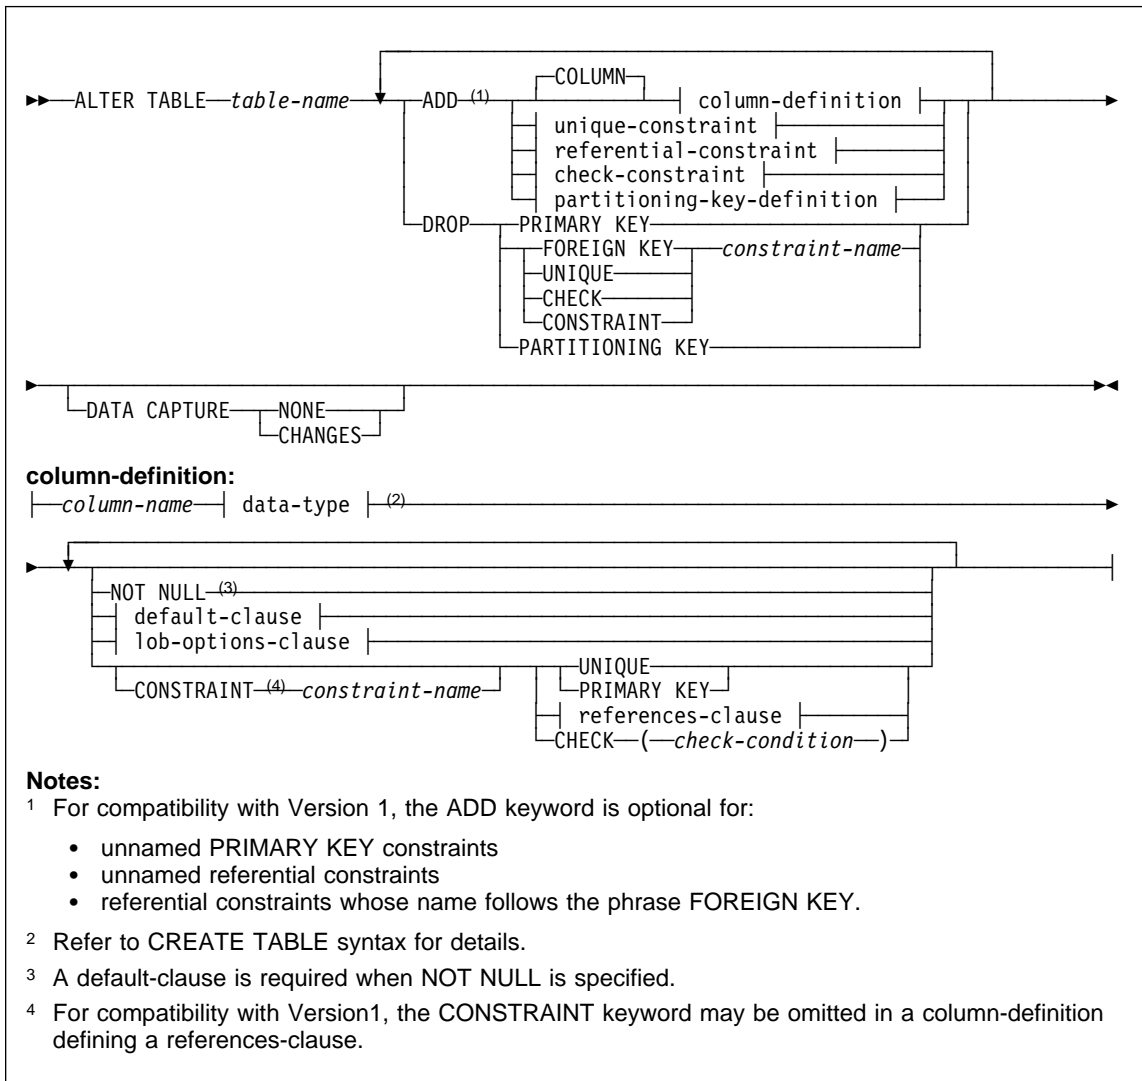 COLUMN
ALTER TABLE table-name ADD (1) column-definition
unique-constraint
referential-constraint
check-constraint
partitioning-key-definition
DROP PRIMARY KEY
FOREIGN KEY constraint-name
UNIQUE
CHECK
CONSTRAINT
PARTITIONING KEY
DATA CAPTURE NONE
CHANGES
column-definition:
column-name data-type (2)
NOT NULL (3)
default-clause
lob-options-clause
UNIQUE
CONSTRAINT (4) constraint-name PRIMARY KEY
references-clause
CHECK ( check-condition )
Notes:
1 For compatibility with Version 1, the ADD keyword is optional for:
• unnamed PRIMARY KEY constraints
• unnamed referential constraints
• referential constraints whose name follows the phrase FOREIGN KEY.
2 Refer to CREATE TABLE syntax for details.
3 A default-clause is required when NOT NULL is specified.
4 For compatibility with Version1, the CONSTRAINT keyword may be omitted in a column-definition
defining a references-clause.